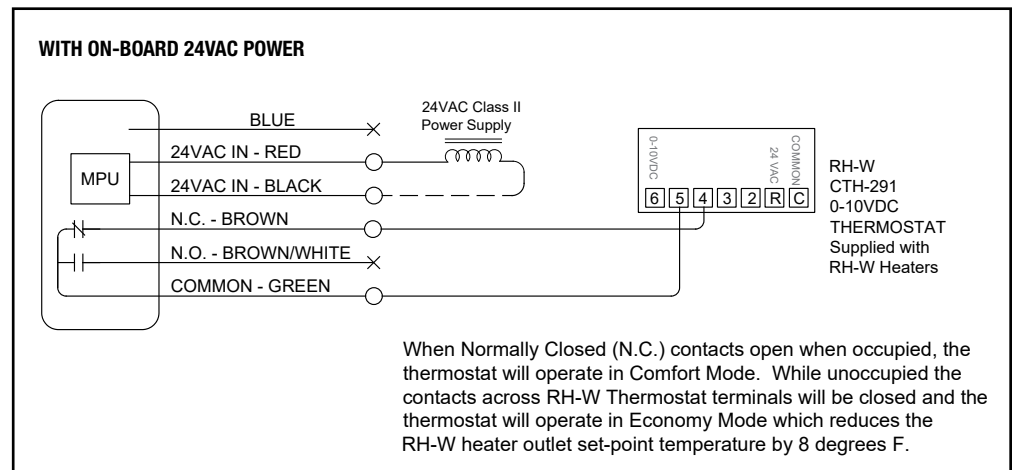 WITH ON-BOARD 24VAC POWER
BLUE
24VAC IN - RED
24VAC IN - BLACK
N.C. - BROWN
N.O. - BROWN/WHITE
COMMON - GREEN
MPU
24VAC Class II
Power Supply
0-10VDC
24 VAC
COMMON
6 5 4 3 2 R C
RH-W
CTH-291
0-10VDC
THERMOSTAT
Supplied with
RH-W Heaters
When Normally Closed (N.C.) contacts open when occupied, the
thermostat will operate in Comfort Mode. While unoccupied the
contacts across RH-W Thermostat terminals will be closed and the
thermostat will operate in Economy Mode which reduces the
RH-W heater outlet set-point temperature by 8 degrees F.